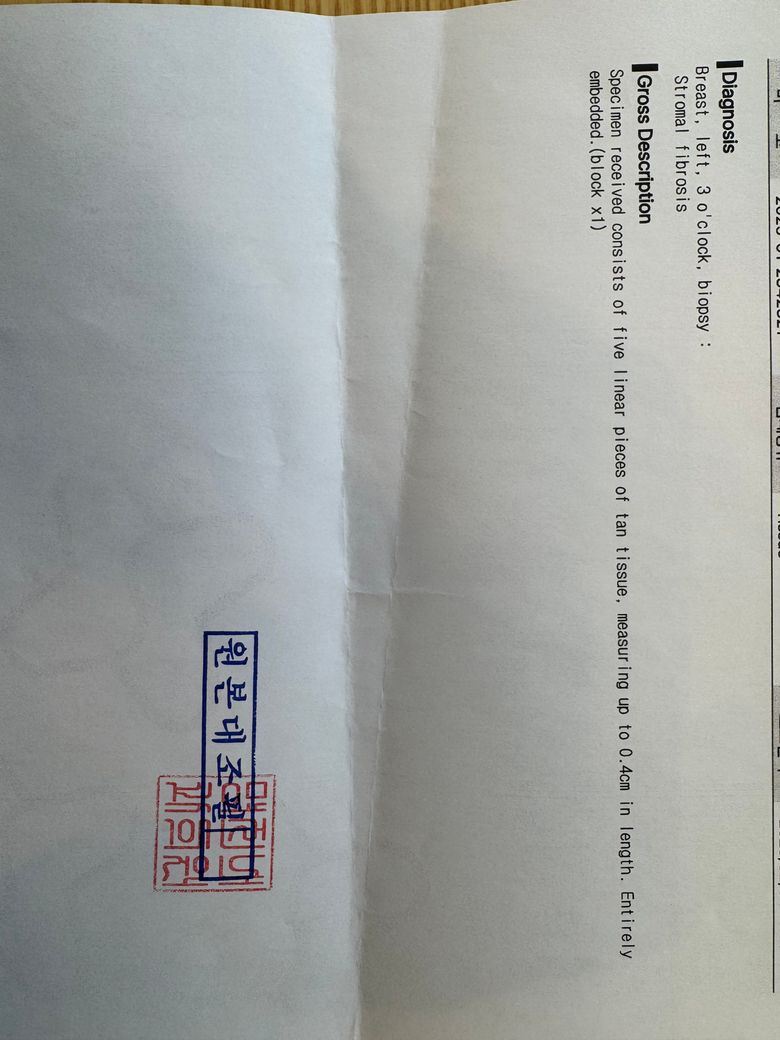 Diagnosis
Breast, left, 3 o'clock, biopsy :
Stromal fibrosis
Gross Description
Specimen received consists of five linear pieces of tan tissue, measuring up to 0.4cm in length. Entirely
embedded.(block x1)
원본대조필